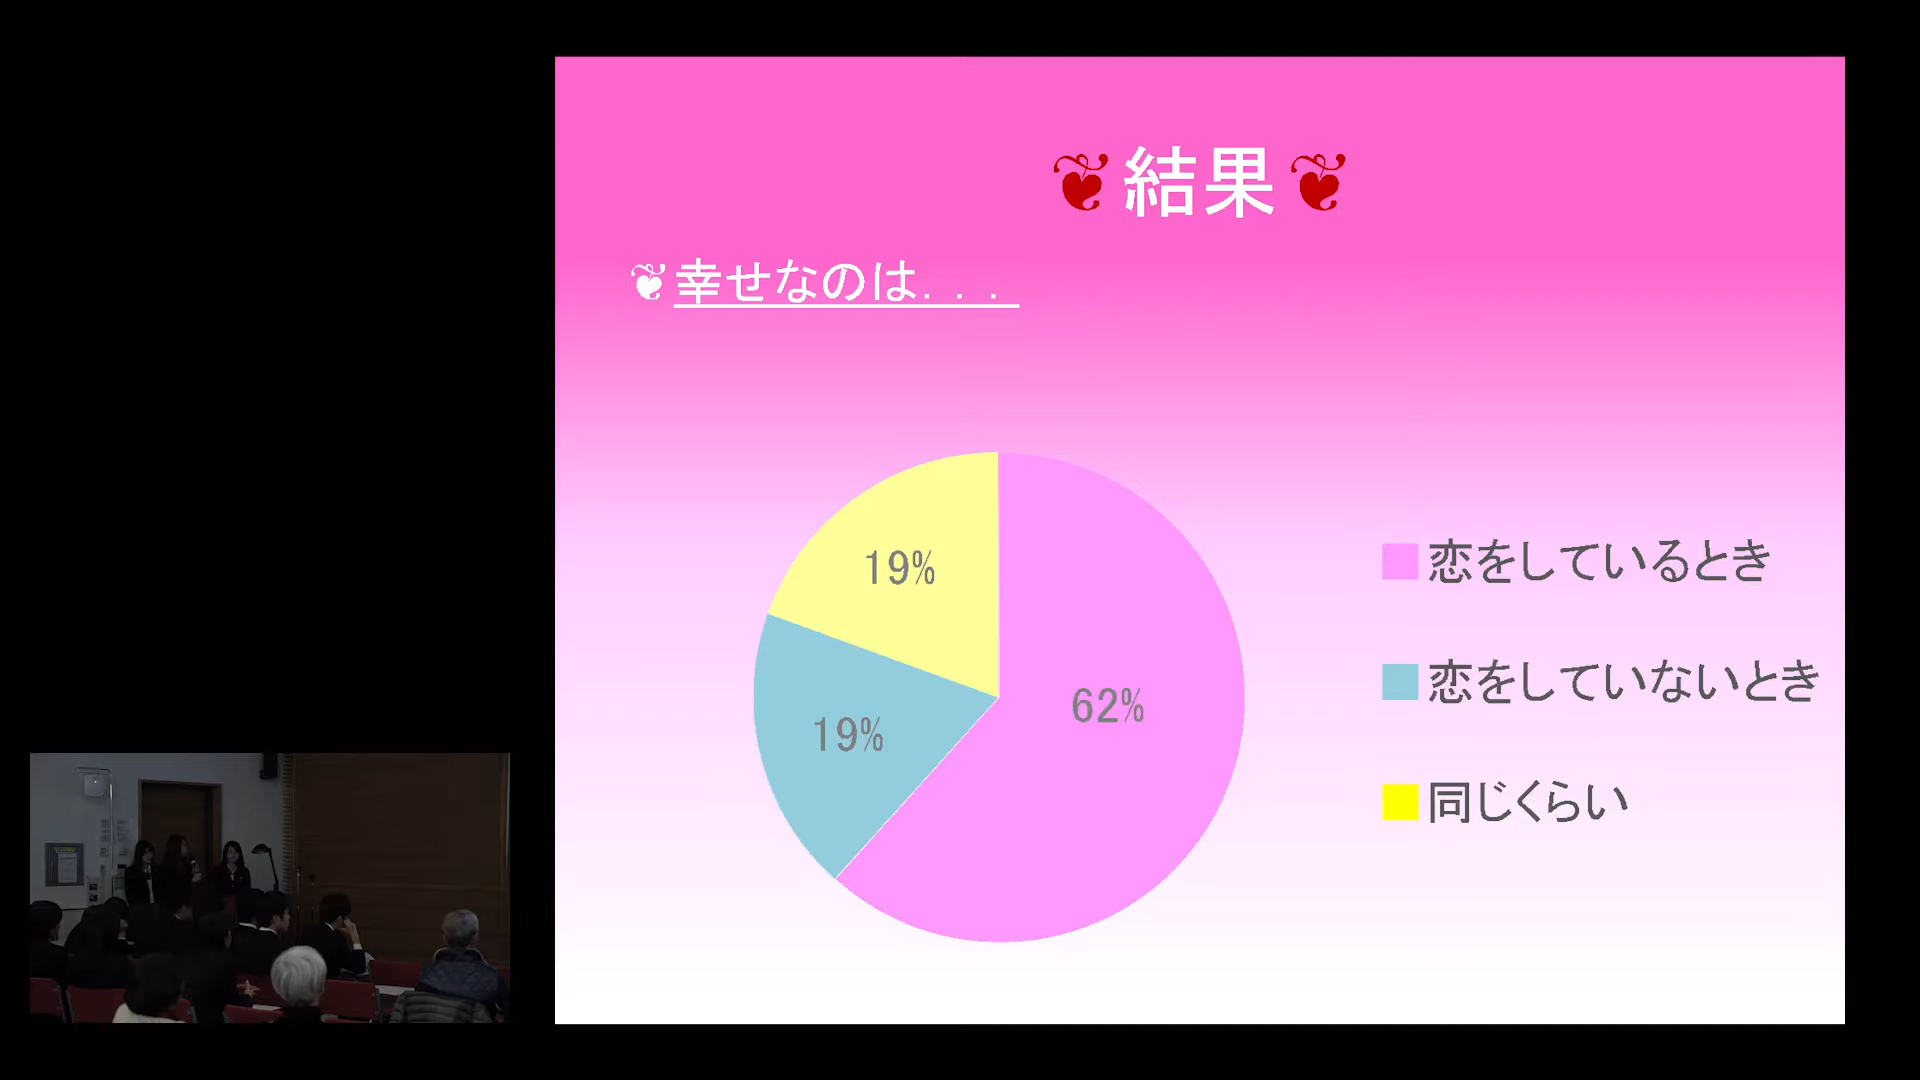 ❦結果❦
❦幸せなのは. . .
19%
19%
62%
恋をしているとき
恋をしていないとき
同じくらい